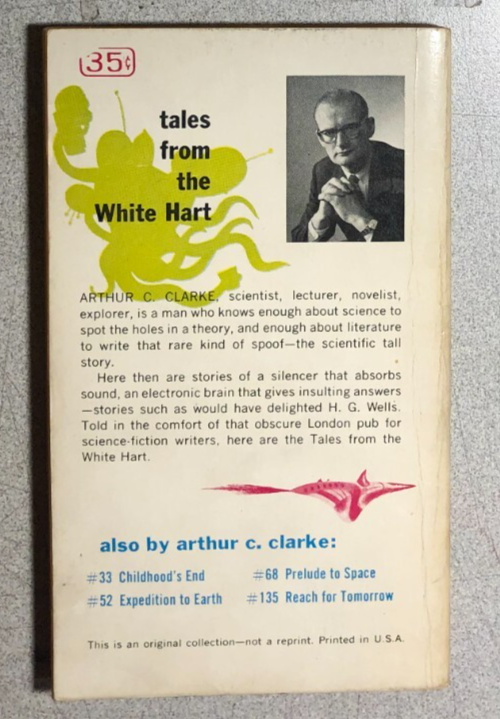 35¢
tales
from
the
White Hart
ARTHUR C. CLARKE, scientist, lecturer, novelist,
explorer, is a man who knows enough about science to
spot the holes in a theory, and enough about literature
to write that rare kind of spoof—the scientific tall
story.
Here then are stories of a silencer that absorbs
sound, an electronic brain that gives insulting answers
—stories such as would have delighted H. G. Wells.
Told in the comfort of that obscure London pub for
science-fiction writers, here are the Tales from the
White Hart.
also by arthur c. clarke:
#33 Childhood's End #68 Prelude to Space
#52 Expedition to Earth #135 Reach for Tomorrow
This is an original collection—not a reprint. Printed in U.S.A.